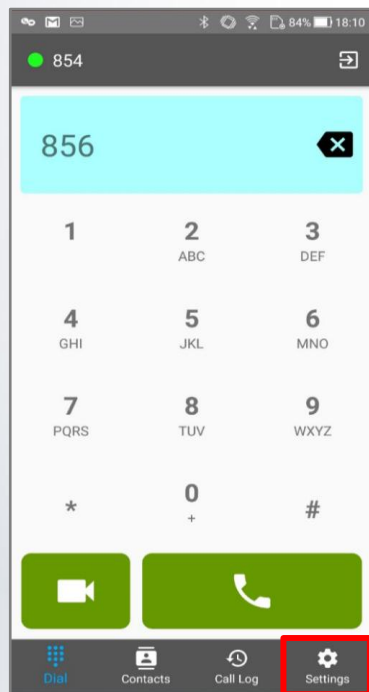 84% 18:10
854
856
1 2 3
ABC DEF
4 5 6
GHI JKL MNO
7 8 9
PQRS TUV WXYZ
* 0 #
+
Dial Contacts Call Log Settings